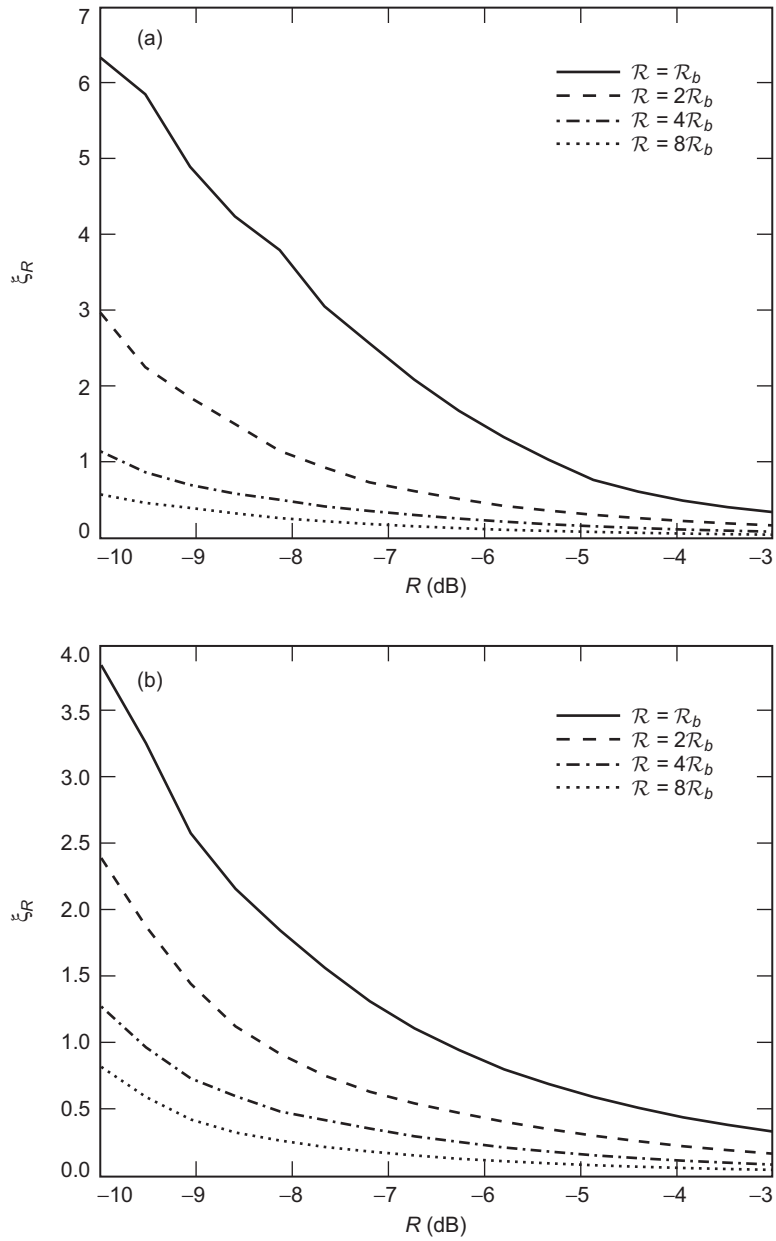 7
(a)
ℛ = ℛb
6
ℛ = 2ℛb
ℛ = 4ℛb
ℛ = 8ℛb
5
4
ξR
3
2
1
0
–10 –9 –8 –7 –6 –5 –4 –3
R (dB)
4.0
(b)
3.5
ℛ = ℛb
ℛ = 2ℛb
ℛ = 4ℛb
ℛ = 8ℛb
3.0
2.5
2.0
ξR
1.5
1.0
0.5
0.0
–10 –9 –8 –7 –6 –5 –4 –3
R (dB)